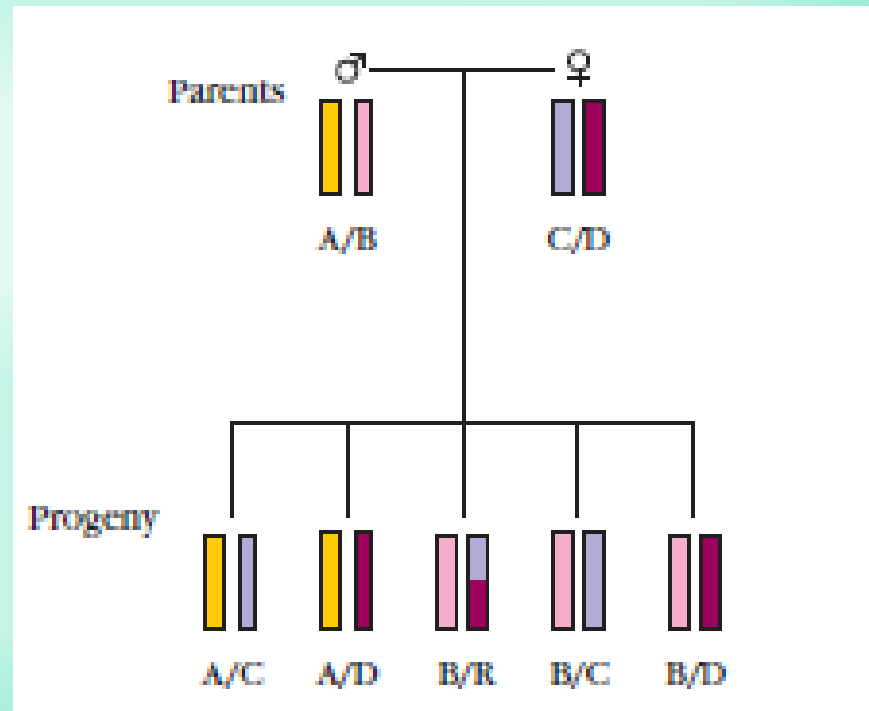 ♂ ♀
Parents
A/B C/D
Progeny
A/C A/D B/R B/C B/D